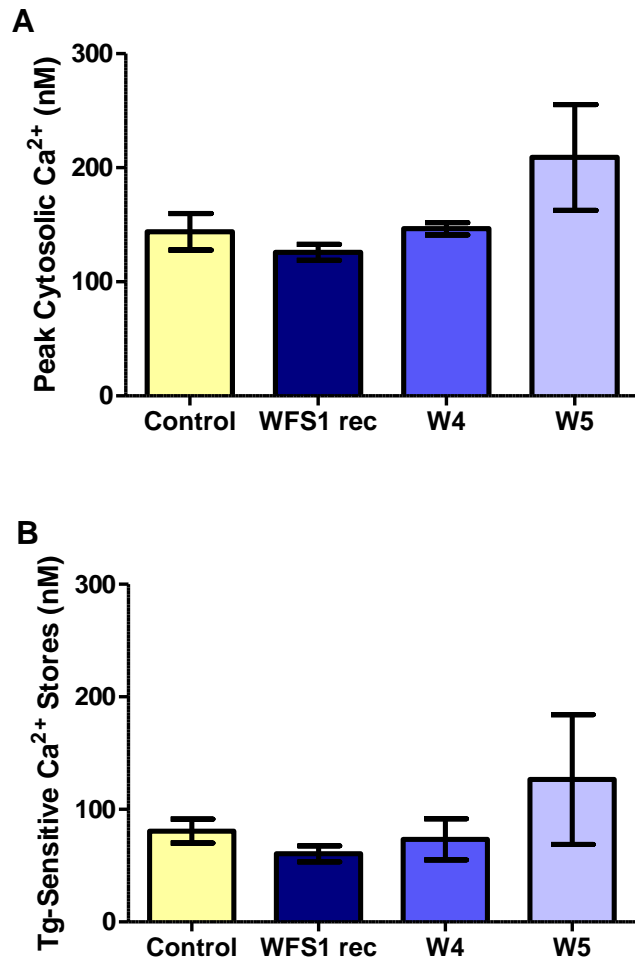 A
Peak Cytosolic Ca²⁺ (nM)
300
200
100
0
Control WFS1 rec W4 W5
B
Tg-Sensitive Ca²⁺ Stores (nM)
300
200
100
0
Control WFS1 rec W4 W5